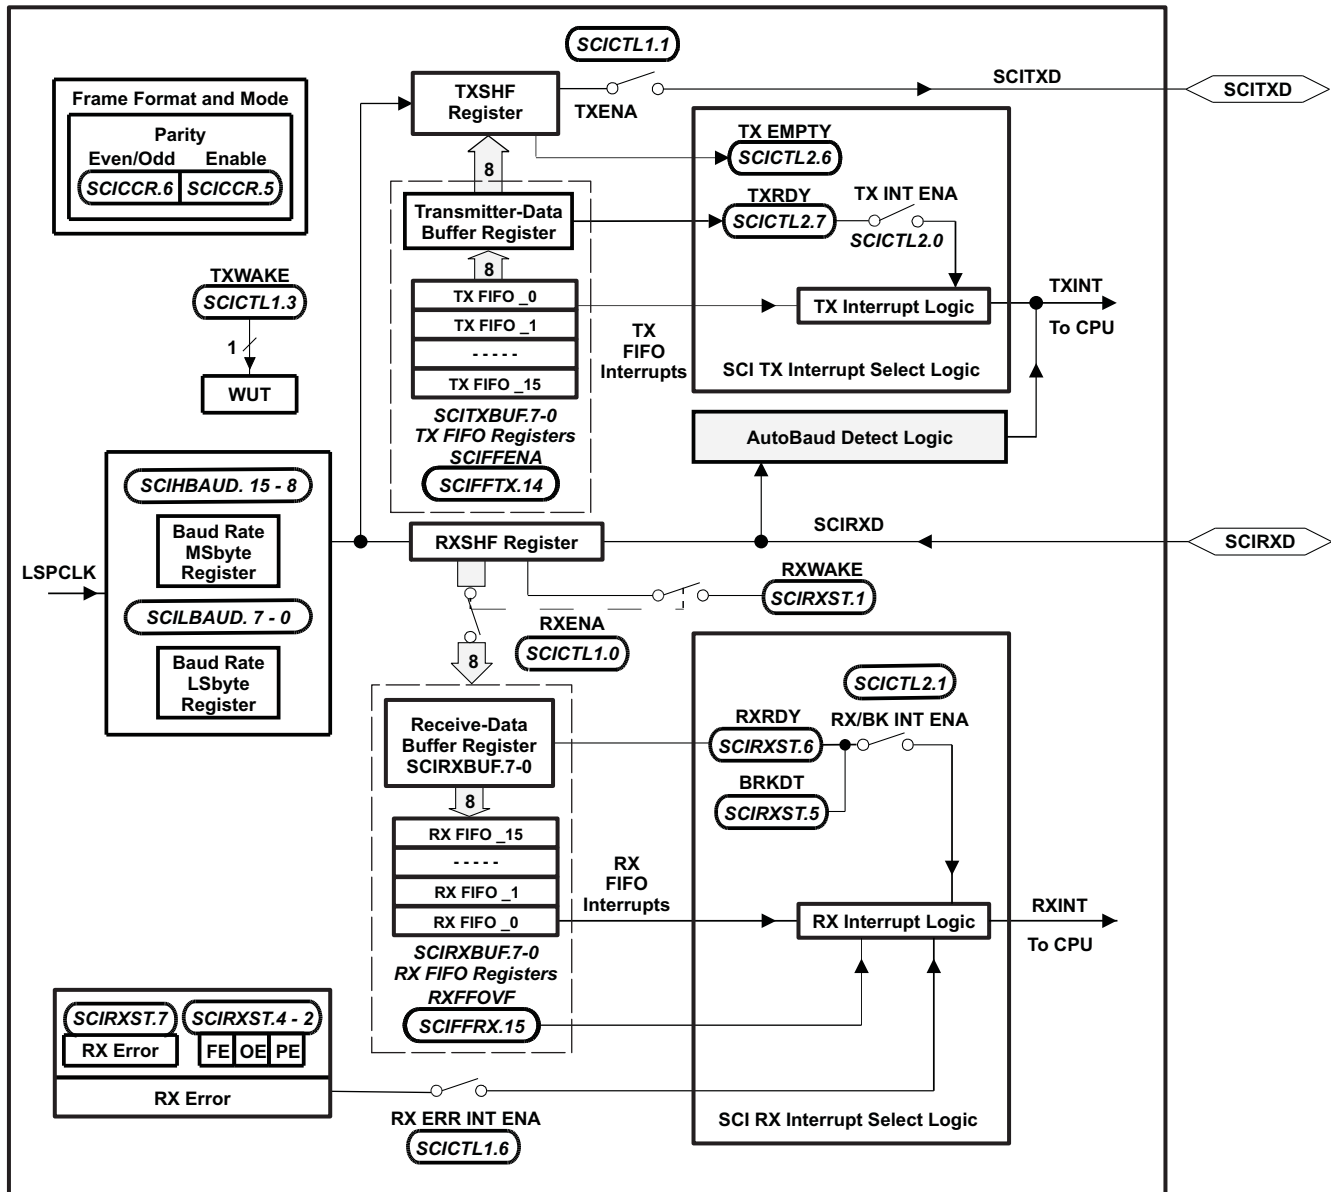 SCICTL1.1
TXSHF
Register
TXENA
SCITXD
SCITXD
Frame Format and Mode
Parity
Even/Odd Enable
SCICCR.6 SCICCR.5
8
TX EMPTY
SCICTL2.6
Transmitter-Data
Buffer Register
TXRDY
SCICTL2.7
TX INT ENA
SCICTL2.0
8
TXWAKE
SCICTL1.3
1
WUT
TX FIFO _0
TX FIFO _1
- - - - -
TX FIFO _15
TX
FIFO
Interrupts
TX Interrupt Logic
TXINT
To CPU
SCI TX Interrupt Select Logic
SCITXBUF.7-0
TX FIFO Registers
SCIFFENA
SCIFFTX.14
AutoBaud Detect Logic
LSPCLK
SCIHBAUD. 15 - 8
Baud Rate
MSbyte
Register
SCILBAUD. 7 - 0
Baud Rate
LSbyte
Register
RXSHF Register
SCIRXD
SCIRXD
RXWAKE
SCIRXST.1
RXENA
SCICTL1.0
8
Receive-Data
Buffer Register
SCIRXBUF.7-0
8
SCICTL2.1
RXRDY
SCIRXST.6
RX/BK INT ENA
BRKDT
SCIRXST.5
RX FIFO _15
- - - - -
RX FIFO _1
RX FIFO _0
RX
FIFO
Interrupts
RX Interrupt Logic
RXINT
To CPU
SCIRXBUF.7-0
RX FIFO Registers
RXFFOVF
SCIFFRX.15
SCIRXST.7 SCIRXST.4 - 2
RX Error FE OE PE
RX Error
RX ERR INT ENA
SCICTL1.6
SCI RX Interrupt Select Logic